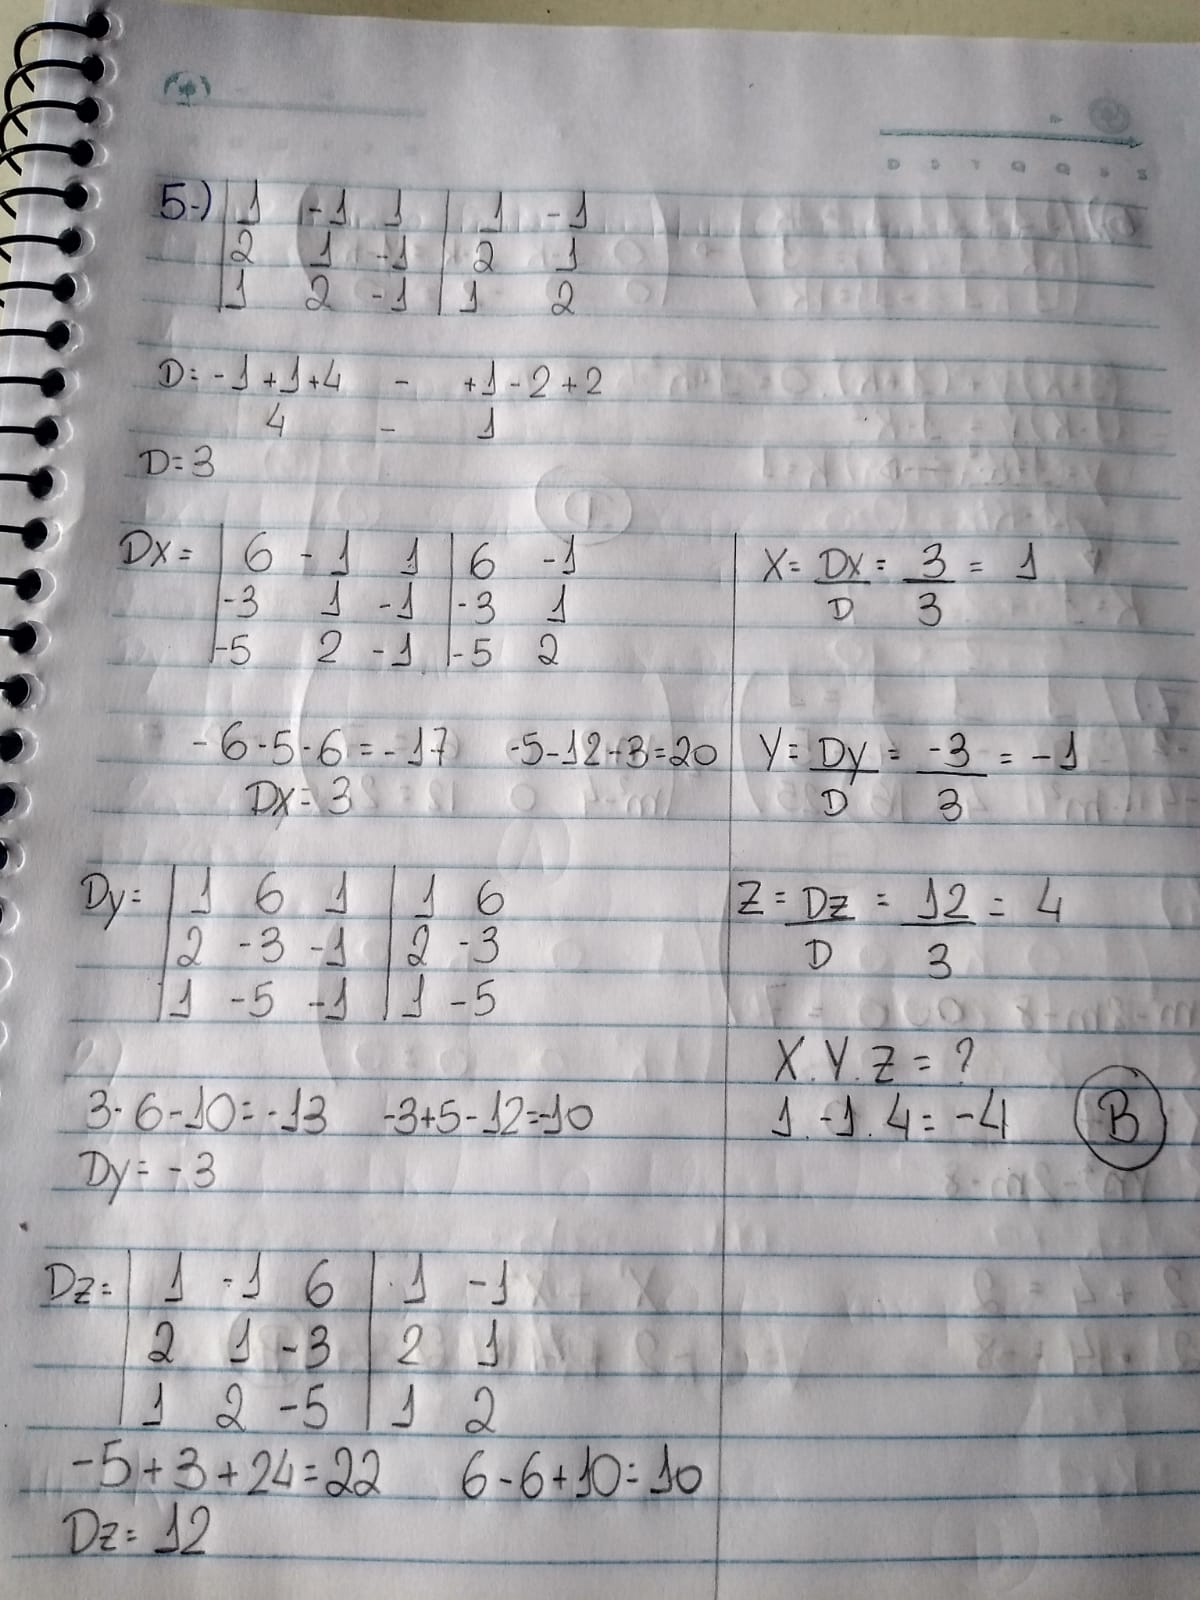 5-) | 1 -1 1 | 1 -1
2 1 -1 | 2 1
1 2 -1 | 1 2
D= -1+1+4 - +1-2+2
4 - 1
D=3
Dx= | 6 -1 1 | 6 -1
-3 1 -1 | -3 1
-5 2 -1 | -5 2
-6-5-6=-17 -5-12-3=20
Dx= 3
Dy= | 1 6 1 | 1 6
2 -3 -1 | 2 -3
1 -5 -1 | 1 -5
3-6-10=-13 -3+5-12=-10
Dy= -3
Dz= | 1 -1 6 | 1 -1
2 1 -3 | 2 1
1 2 -5 | 1 2
-5+3+24=22 6-6+10=10
Dz= 12
X= Dx/D = 3/3 = 1
Y= Dy/D = -3/3 = -1
Z= Dz/D = 12/3 = 4
X.Y.Z = ?
1.-1.4= -4 B